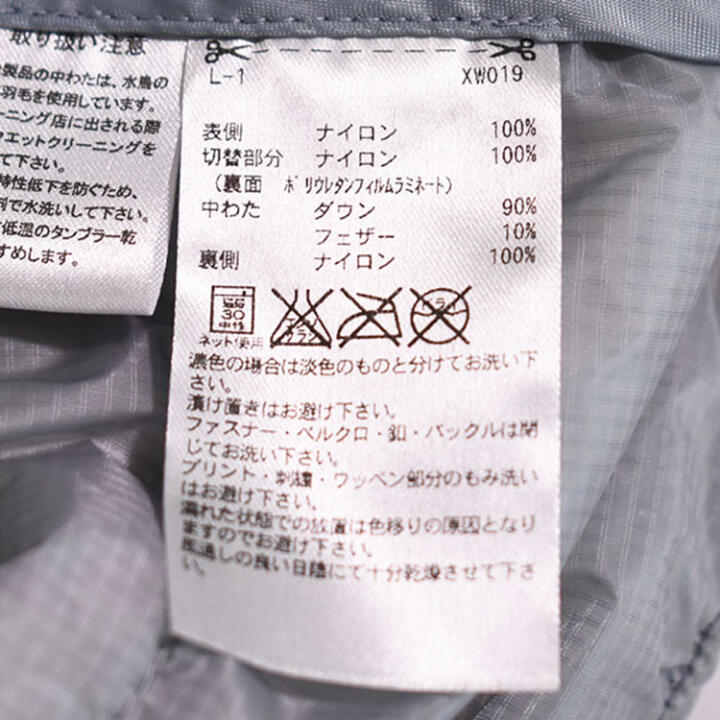 取り扱い注意
製品の中わたは、水鳥の
羽毛を使用しています。
ーニング店に出される際
ウエットクリーニングを
て下さい。
特性低下を防ぐため、
剤で水洗いして下さい。
低温のタンブラー乾
すめします。
L-1 XW019
表側 ナイロン 100%
切替部分 ナイロン 100%
(裏面 ポリウレタンフィルムラミネート)
中わた ダウン 90%
フェザー 10%
裏側 ナイロン 100%
弱
30
中性
エンソ
サラシ
ドライ
ネット使用
濃色の場合は淡色のものと分けてお洗い下
さい。
漬け置きはお避け下さい。
ファスナー・ベルクロ・釦・バックルは閉
じてお洗い下さい。
プリント・刺繍・ワッペン部分のもみ洗い
はお避け下さい。
濡れた状態での放置は色移りの原因となり
ますのでお避け下さい。
風通しの良い日陰にて十分乾燥させて下さ
い。